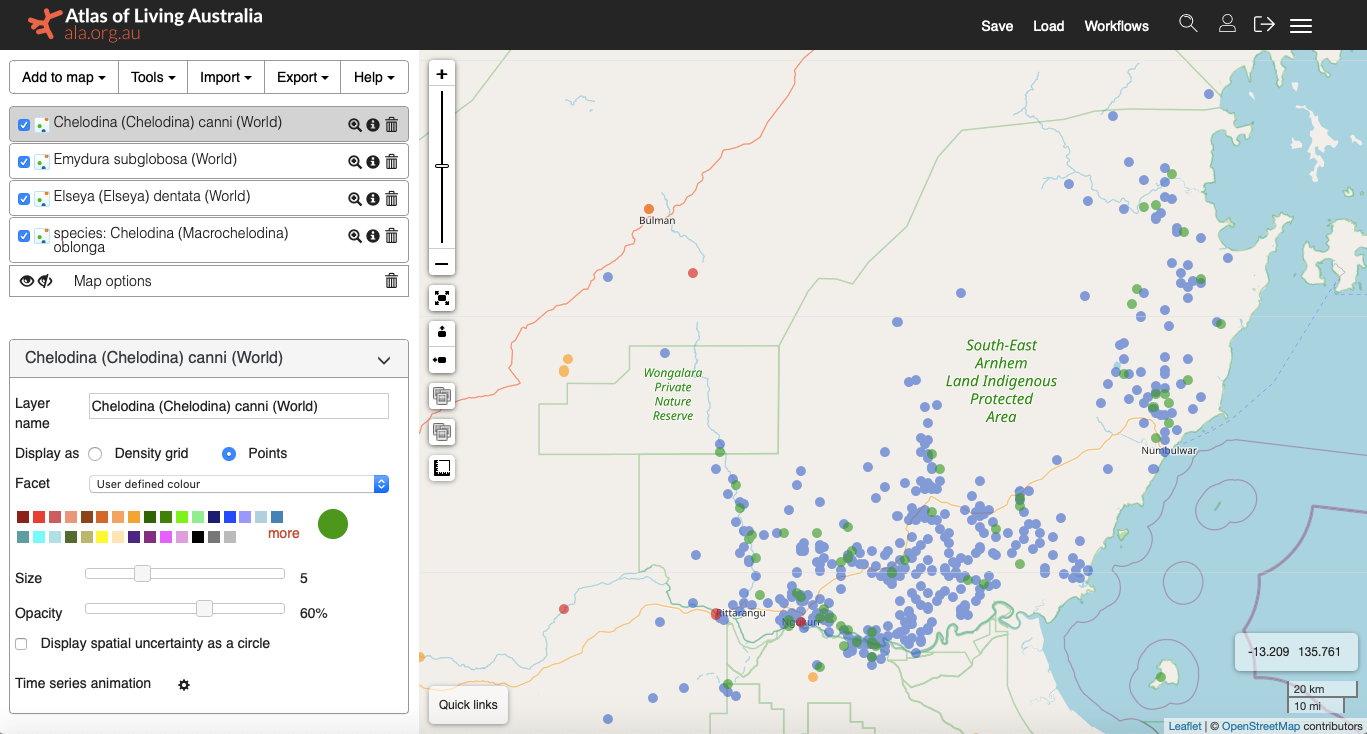 Atlas of Living Australia
ala.org.au
Save Load Workflows
Add to map Tools Import Export Help
Chelodina (Chelodina) canni (World)
Emydura subglobosa (World)
Elseya (Elseya) dentata (World)
species: Chelodina (Macrochelodina)
oblonga
Map options
Chelodina (Chelodina) canni (World)
Layer
name
Chelodina (Chelodina) canni (World)
Display as Density grid Points
Facet User defined colour
more
Size 5
Opacity 60%
Display spatial uncertainty as a circle
Time series animation
+
−
Bulman
Wongalara
Private
Nature
Reserve
South-East
Arnhem
Land Indigenous
Protected
Area
Numbulwar
Rittarangu
Ngukurr
-13.209 135.761
20 km
10 mi
Quick links
Leaflet | © OpenStreetMap contributors